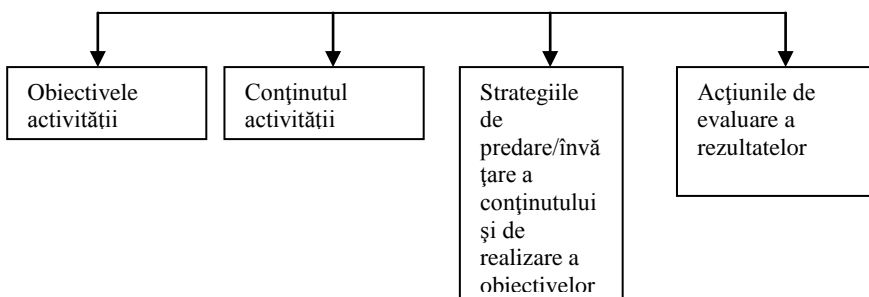 Obiectivele
activităţii
Conţinutul
activităţii
Strategiile
de
predare/învă
ţare a
conţinutului
şi de
realizare a
obiectivelor
Acţiunile de
evaluare a
rezultatelor